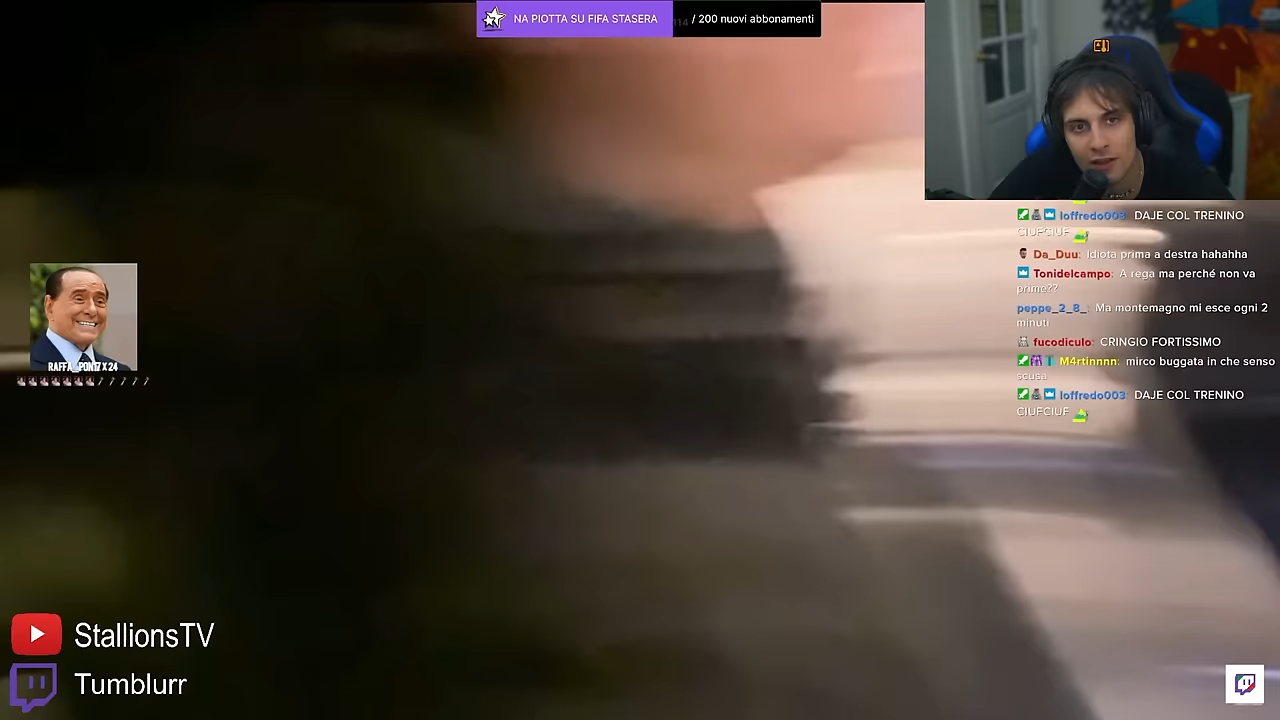 NA PIOTTA SU FIFA STASERA
114 / 200 nuovi abbonamenti
loffredo003: DAJE COL TRENINO
CIUFCIUF
Da_Duu: Idiota prima a destra hahahha
Tonidelcampo: A rega ma perché non va
prime??
peppe_2_8_: Ma montemagno mi esce ogni 2
minuti
fucodiculo: CRINGIO FORTISSIMO
M4rtinnnn: mirco buggata in che senso
scusa
loffredo003: DAJE COL TRENINO
CIUFCIUF
StallionsTV
Tumblurr